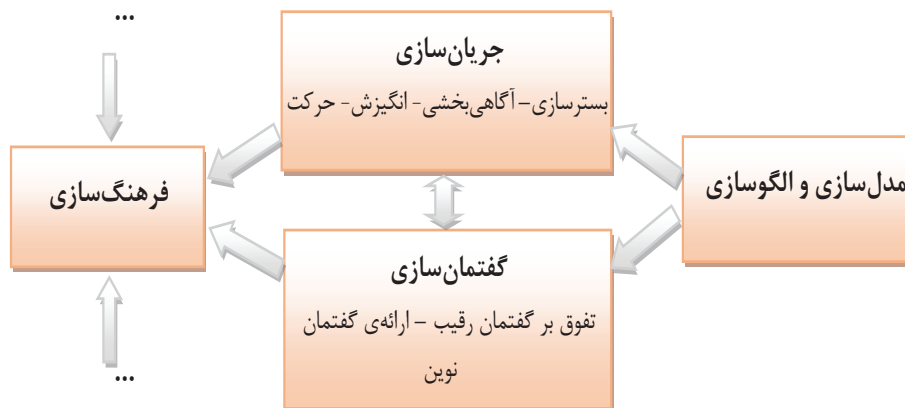 ...
جریان‌سازی
بسترسازی– آگاهی‌بخشی- انگیزش- حرکت
مدل‌سازی و الگوسازی
فرهنگ‌سازی
گفتمان‌سازی
تفوق بر گفتمان رقیب – ارائه‌ی گفتمان
نوین
...